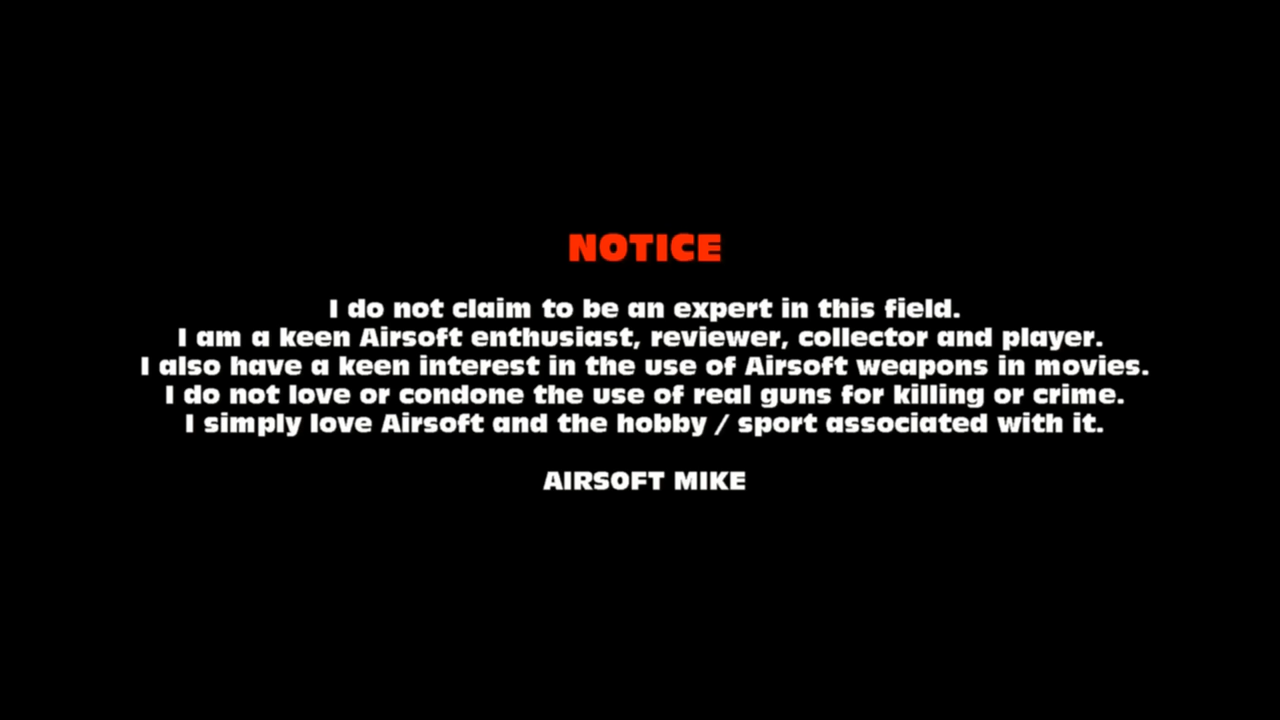 NOTICE
I do not claim to be an expert in this field.
I am a keen Airsoft enthusiast, reviewer, collector and player.
I also have a keen interest in the use of Airsoft weapons in movies.
I do not love or condone the use of real guns for killing or crime.
I simply love Airsoft and the hobby / sport associated with it.
AIRSOFT MIKE